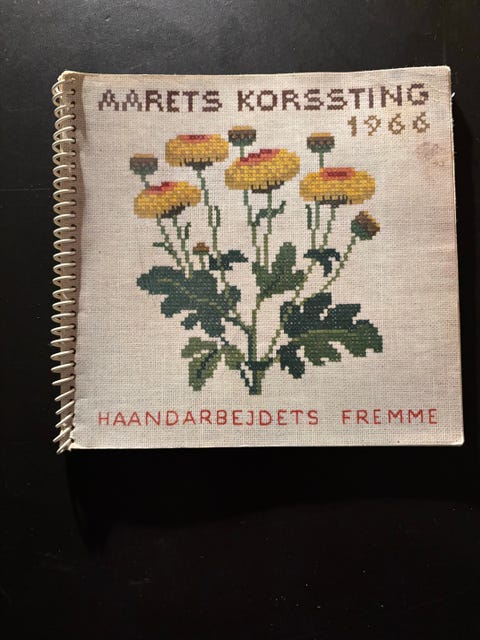 AARETS KORSSTING
1966
HAANDARBEJDETS FREMME